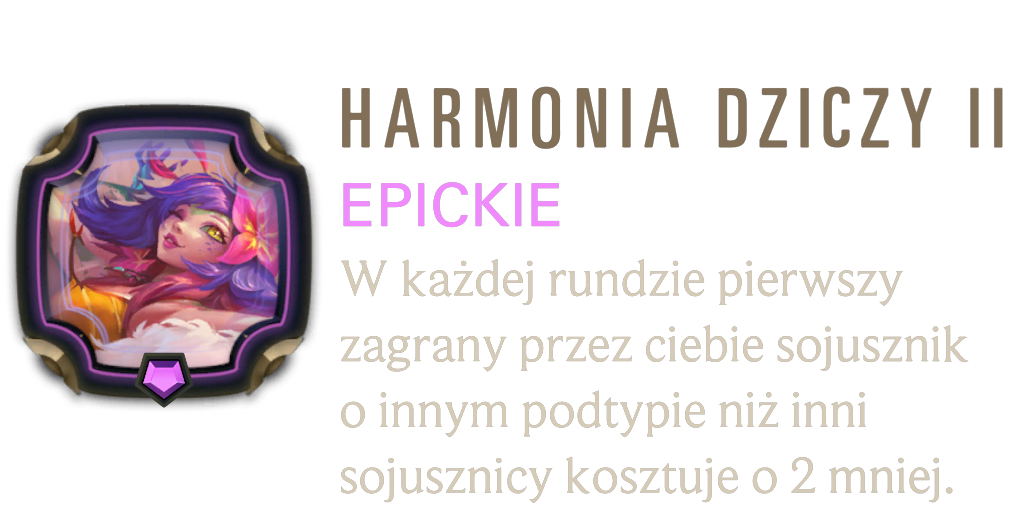 HARMONIA DZICZY II
EPICKIE
W każdej rundzie pierwszy
zagrany przez ciebie sojusznik
o innym podtypie niż inni
sojusznicy kosztuje o 2 mniej.